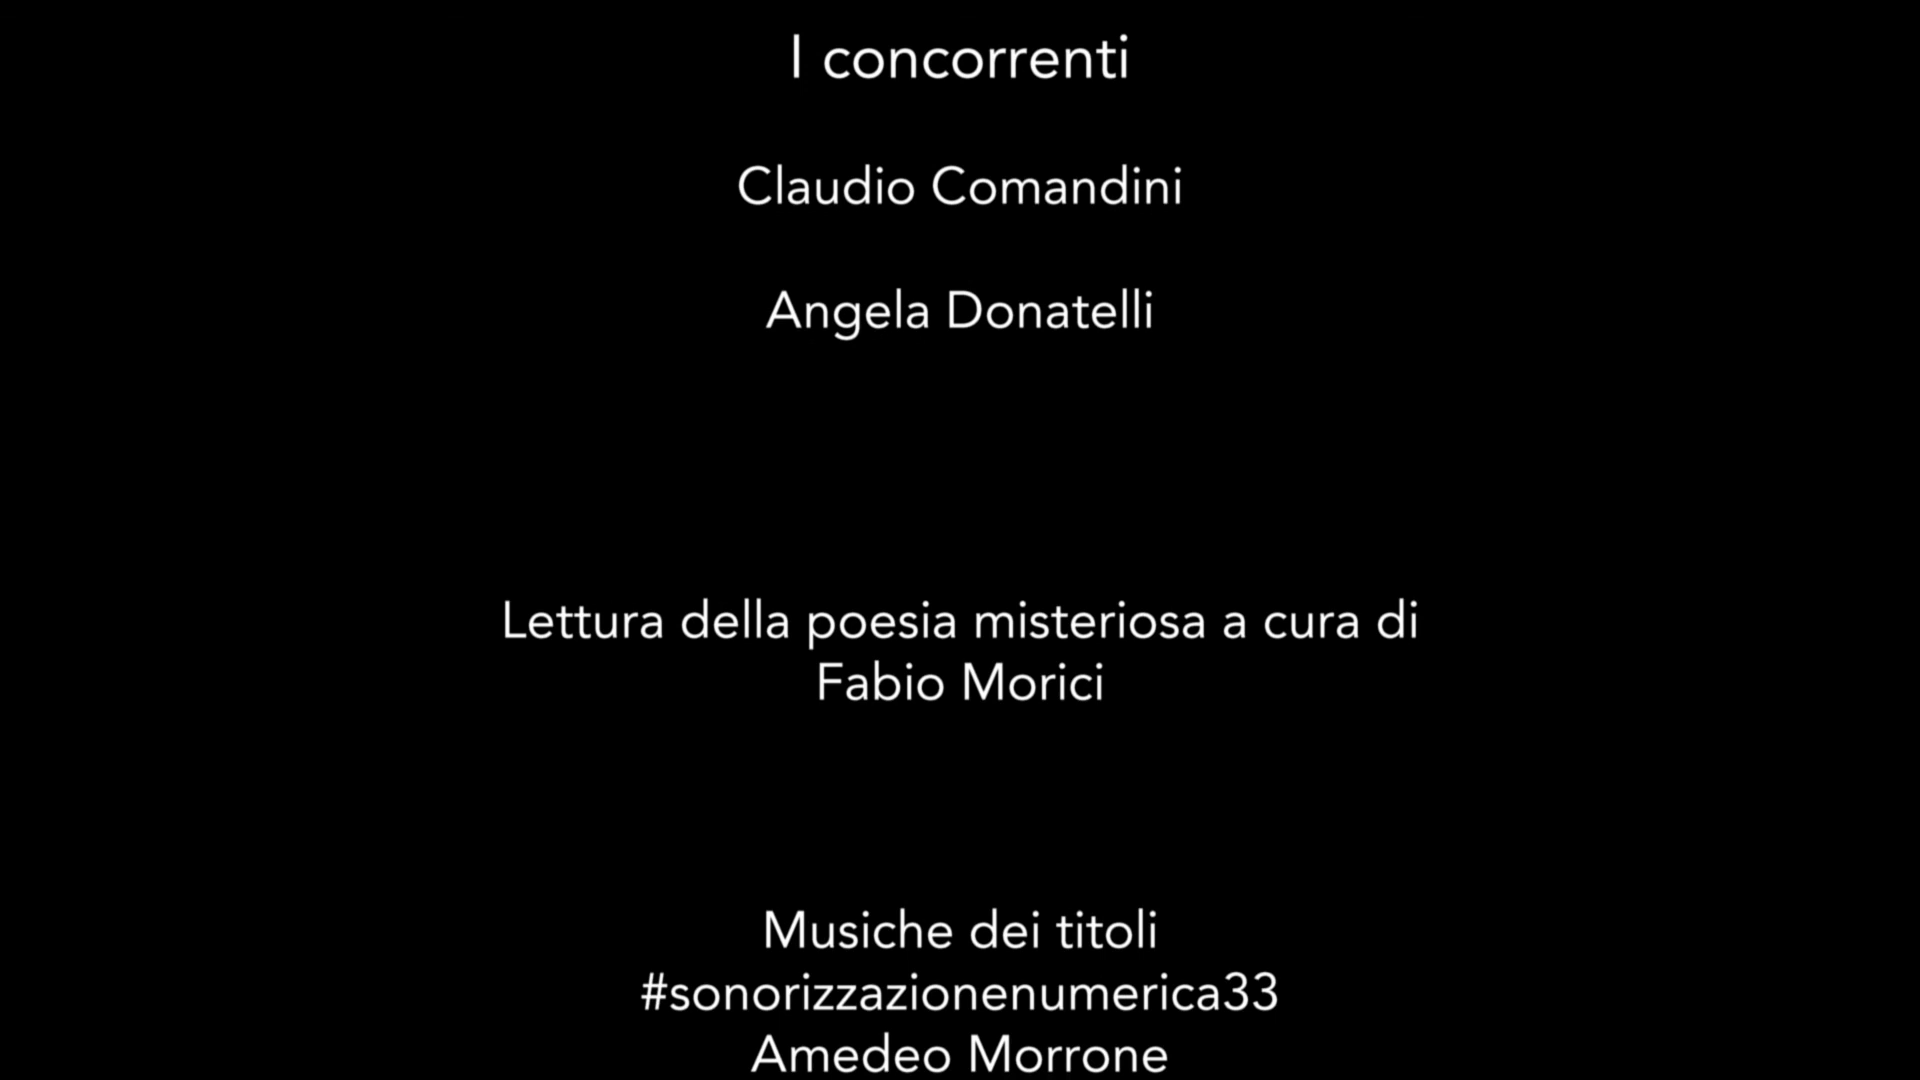 I concorrenti
Claudio Comandini
Angela Donatelli
Lettura della poesia misteriosa a cura di
Fabio Morici
Musiche dei titoli
#sonorizzazionenumerica33
Amedeo Morrone